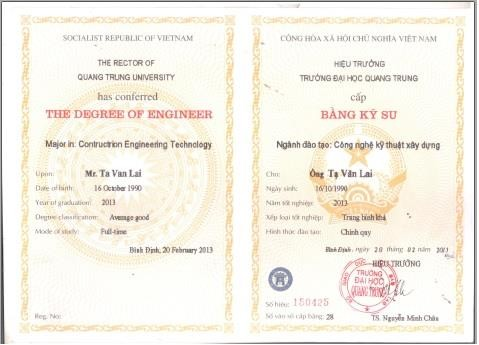 SOCIALIST REPUBLIC OF VIETNAM
THE RECTOR OF
QUANG TRUNG UNIVERSITY
has conferred
THE DEGREE OF ENGINEER
Major in: Contructrion Engineering Technology
Upon: Mr. Ta Van Lai
Date of birth: 16 October 1990
Year of graduation: 2013
Degree classification: Average good
Mode of study: Full-time
Bình Định, 20 February 2013
Reg. No:
CỘNG HÒA XÃ HỘI CHỦ NGHĨA VIỆT NAM
HIỆU TRƯỞNG
TRƯỜNG ĐẠI HỌC QUANG TRUNG
cấp
BẰNG KỸ SƯ
Ngành đào tạo: Công nghệ kỹ thuật xây dựng
Cho: Ông Tạ Văn Lai
Ngày sinh: 16/10/1990
Năm tốt nghiệp: 2013
Xếp loại tốt nghiệp: Trung bình khá
Hình thức đào tạo: Chính quy
Bình Định, ngày 20 tháng 02 năm 2013
HIỆU TRƯỞNG
TRƯỜNG
ĐẠI HỌC
QUANG TRUNG
Số hiệu: 150425
Số vào sổ cấp bằng: 28
TS. Nguyễn Minh Châu